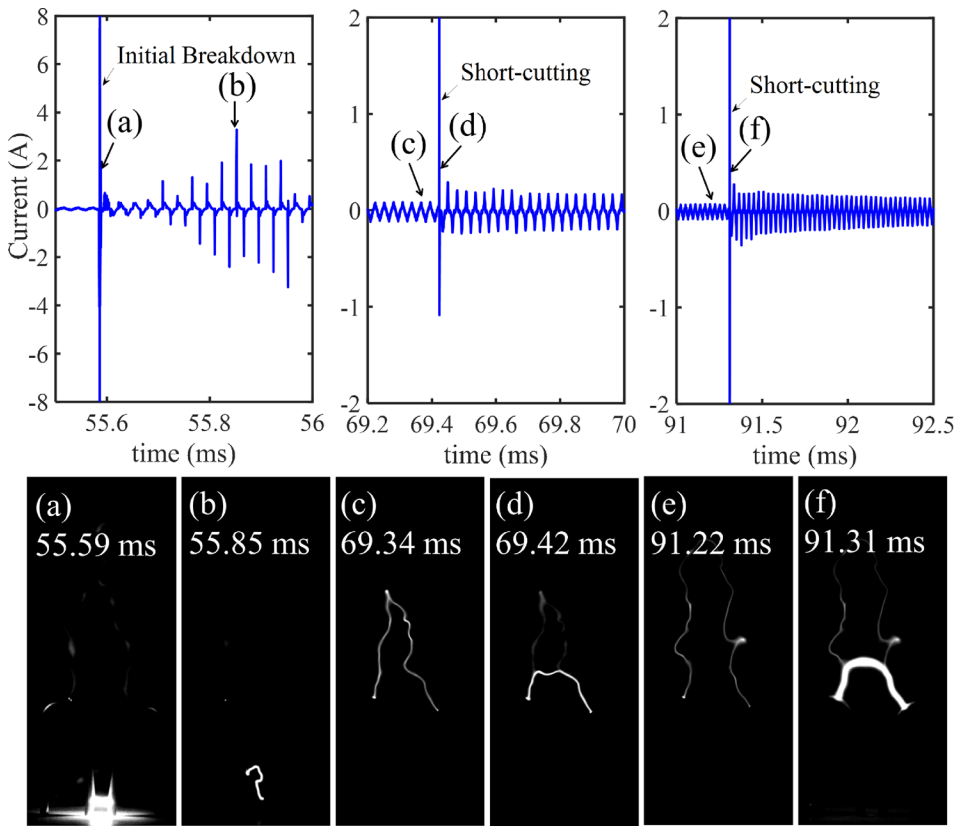 Current (A)
8
6
4
2
0
-2
-4
-6
-8
Initial Breakdown
(a)
(b)
55.6
55.8
56
time (ms)
2
1
0
-1
-2
Short-cutting
(c)
(d)
69.2
69.4
69.6
69.8
70
time (ms)
2
1
0
-1
-2
Short-cutting
(e)
(f)
91
91.5
92
92.5
time (ms)
(a)
55.59 ms
(b)
55.85 ms
(c)
69.34 ms
(d)
69.42 ms
(e)
91.22 ms
(f)
91.31 ms